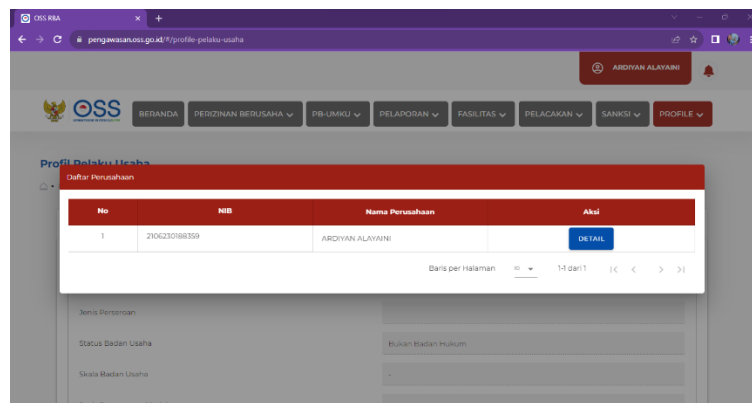 OSS RBA
pengawasan.oss.go.id/#/profile-pelaku-usaha
ARDIYAN ALAYAINI
OSS
BERANDA PERIZINAN BERUSAHA PB-UMKU PELAPORAN FASILITAS PELACAKAN SANKSI PROFILE
Profil Pelaku Usaha
Daftar Perusahaan
No NIB Nama Perusahaan Aksi
1 2106230188359 ARDIYAN ALAYAINI DETAIL
Baris per Halaman 10 1-1 dari 1
Jenis Perseroan
Status Badan Usaha Bukan Badan Hukum
Skala Badan Usaha -